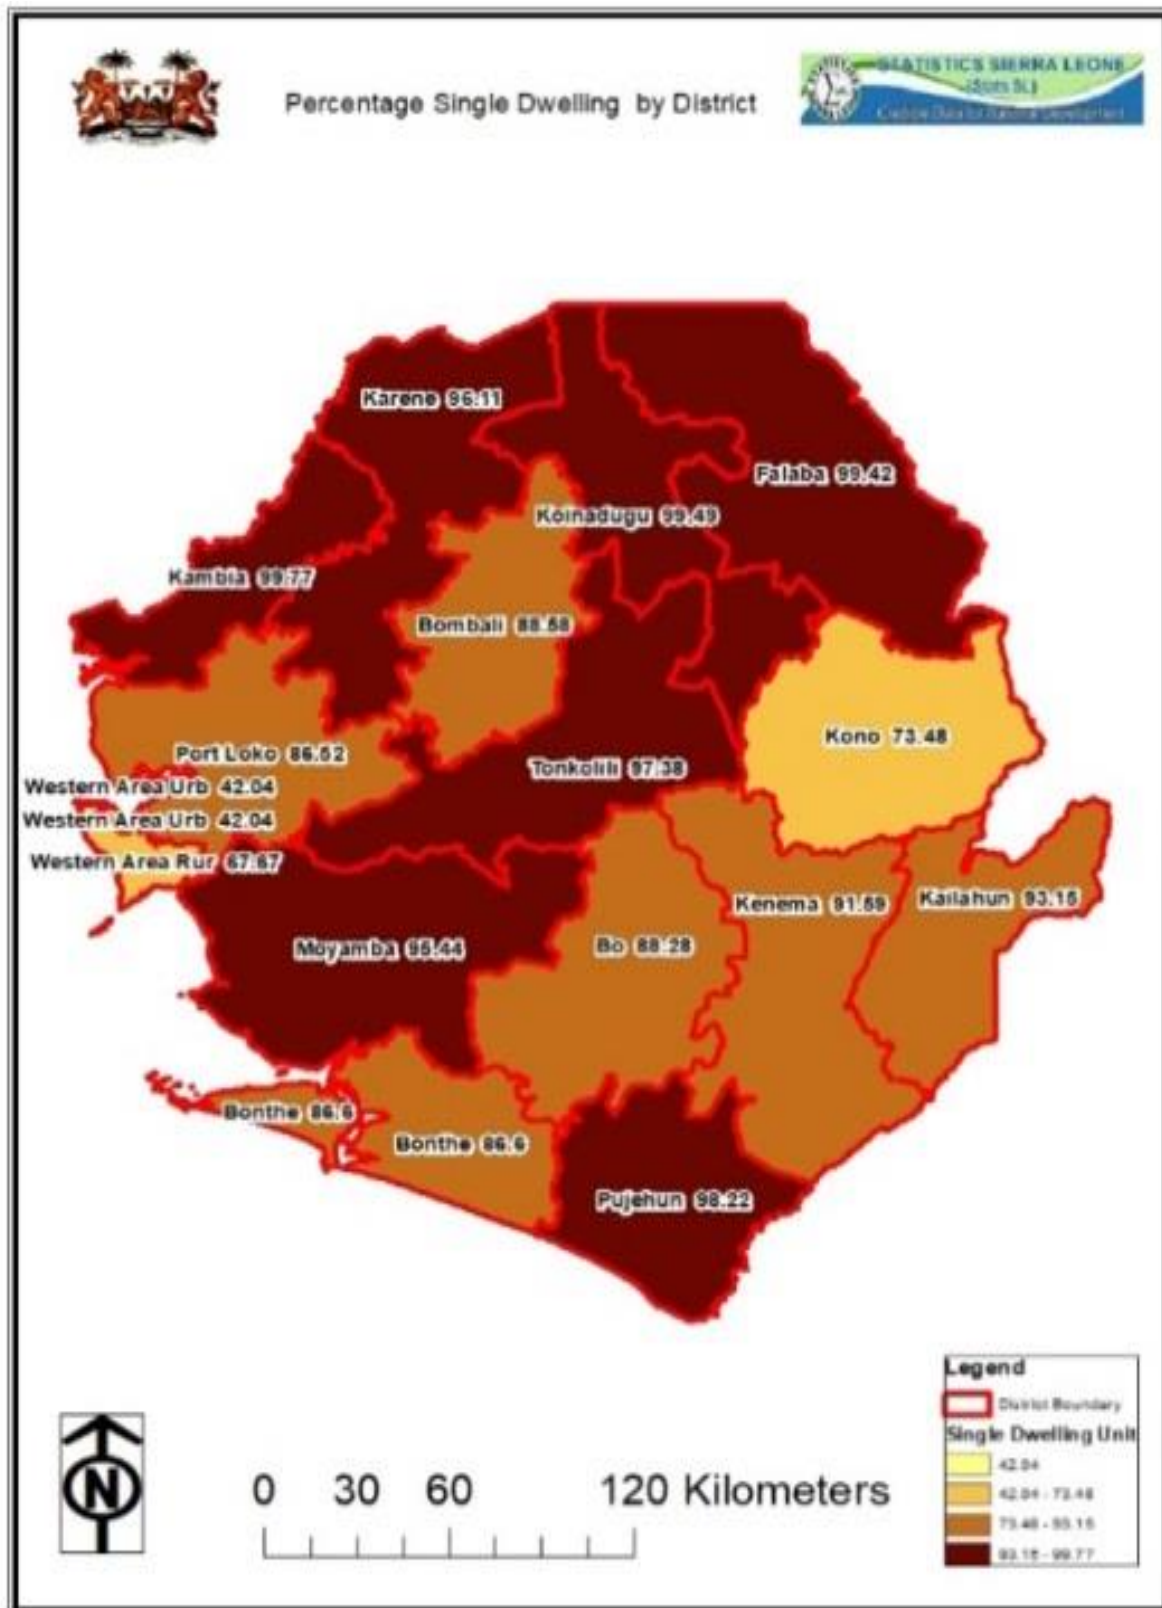 Percentage Single Dwelling by District
STATISTICS SIERRA LEONE
(Stats SL)
Karene 96.11
Falaba 99.42
Koinadugu 99.49
Kambia 99.77
Bombali 88.58
Kono 73.48
Port Loko 86.52
Tonkolili 97.38
Western Area Urb 42.04
Western Area Urb 42.04
Western Area Rur 67.67
Kenema 91.59
Kailahun 93.15
Moyamba 95.44
Bo 88.28
Bonthe 86.6
Bonthe 86.6
Pujehun 98.22
Legend
District Boundary
Single Dwelling Unit
42.04
42.04 - 73.48
73.48 - 93.15
93.15 - 99.77
N
0 30 60 120 Kilometers